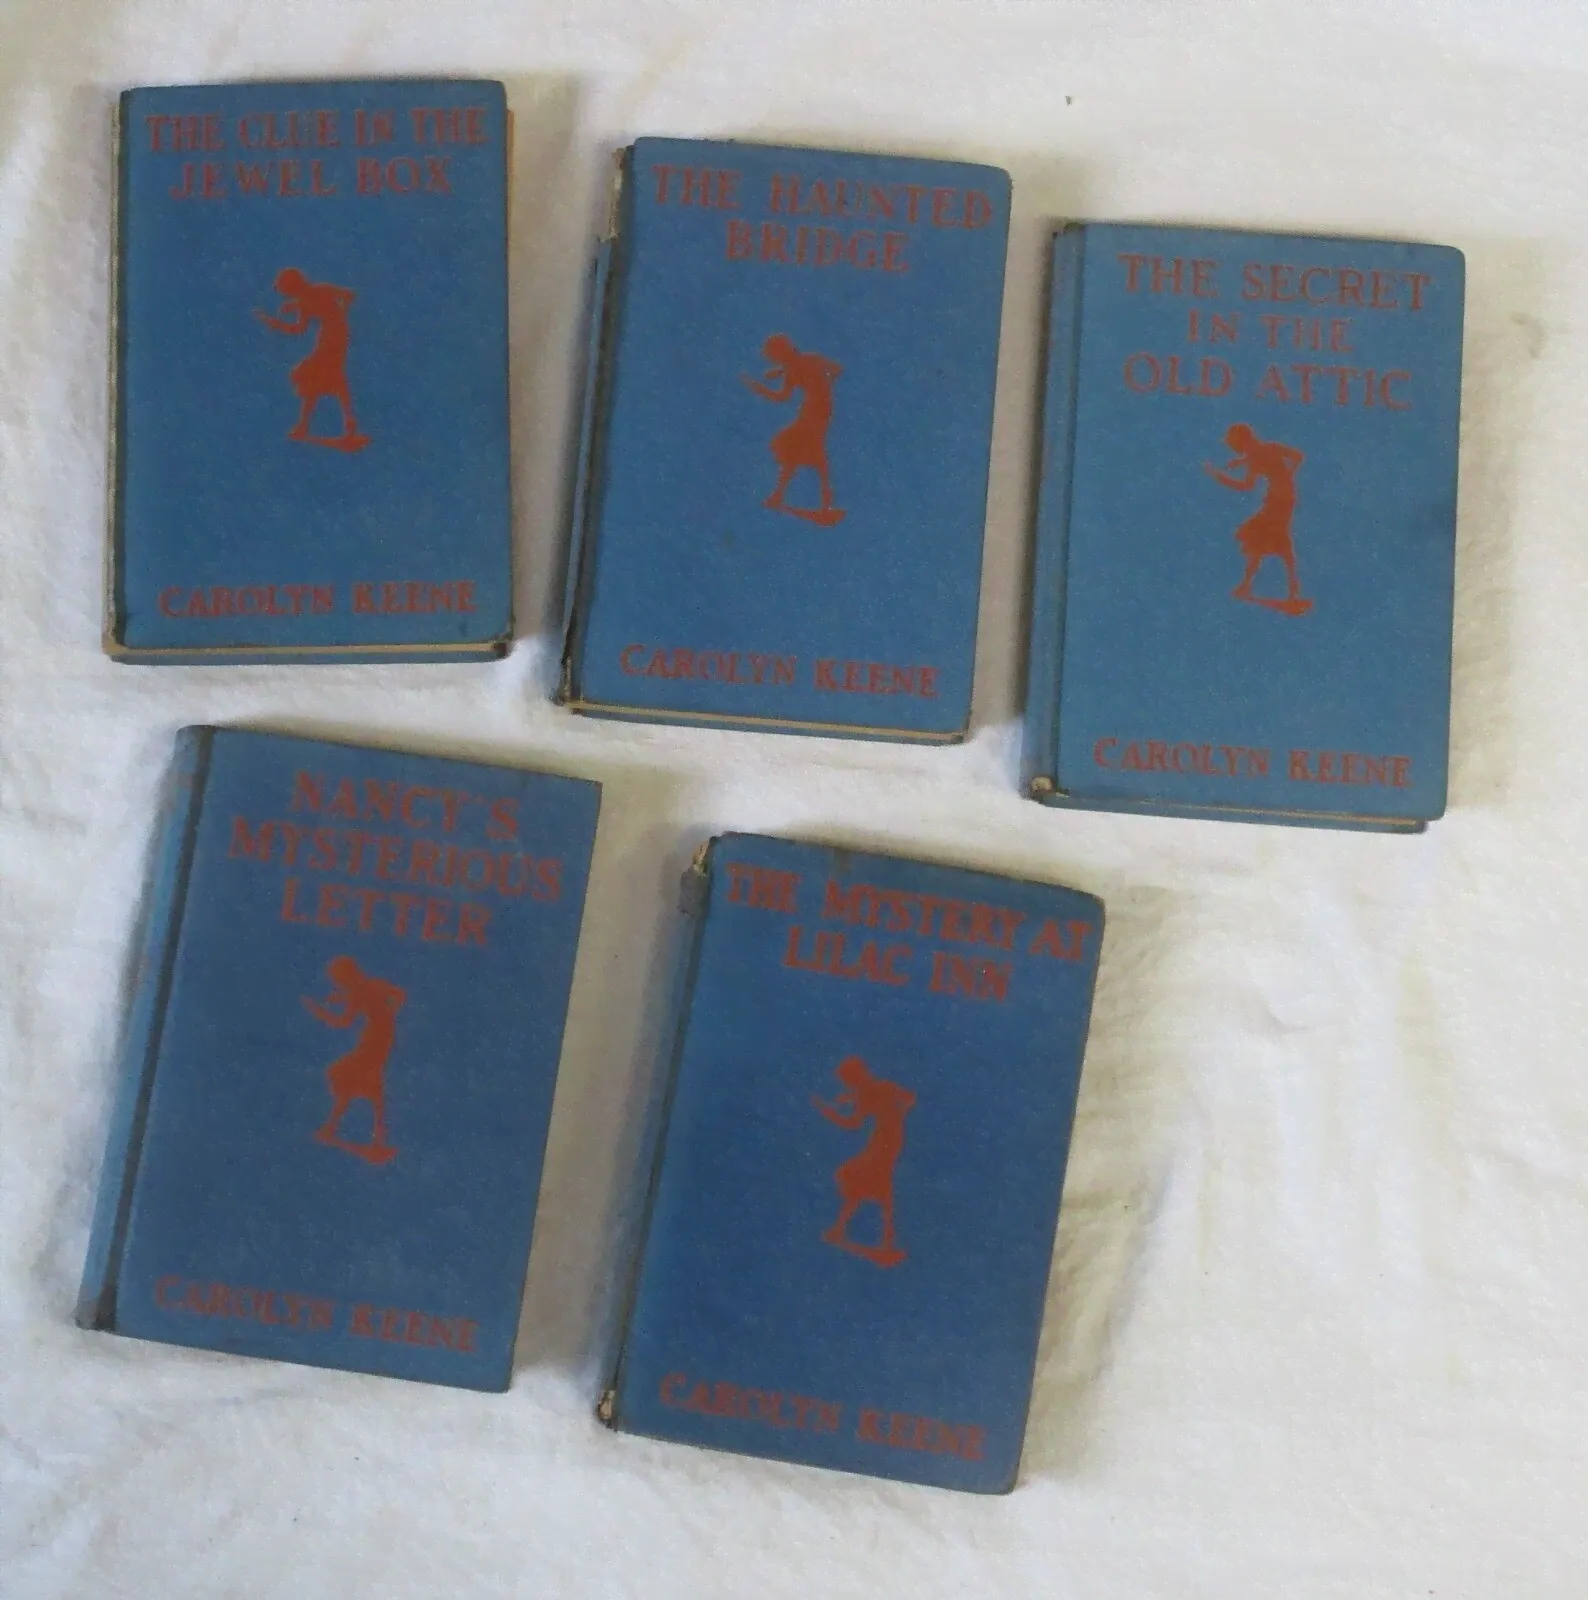 THE CLUE IN THE
JEWEL BOX
CAROLYN KEENE
THE HAUNTED
BRIDGE
CAROLYN KEENE
THE SECRET
IN THE
OLD ATTIC
CAROLYN KEENE
NANCY'S
MYSTERIOUS
LETTER
CAROLYN KEENE
THE MYSTERY AT
LILAC INN
CAROLYN KEENE